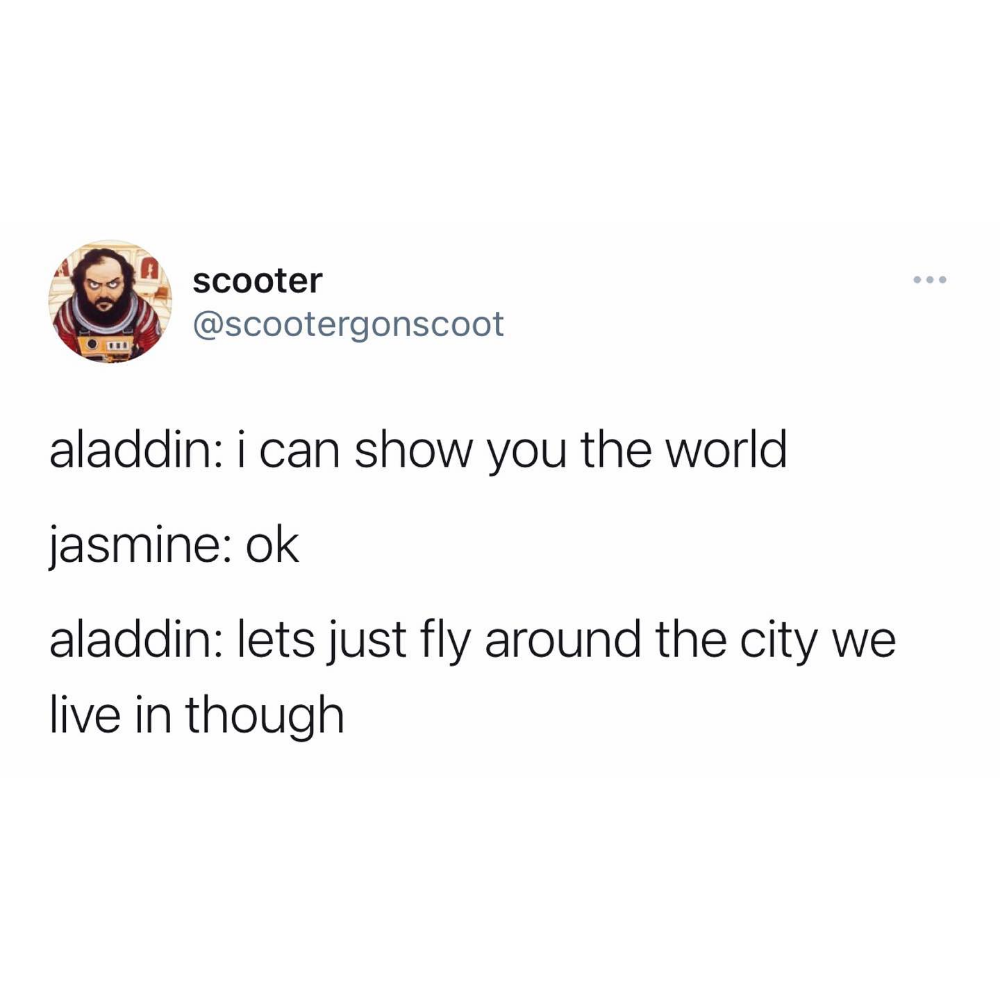 scooter
@scootergonscoot
aladdin: i can show you the world
jasmine: ok
aladdin: lets just fly around the city we
live in though